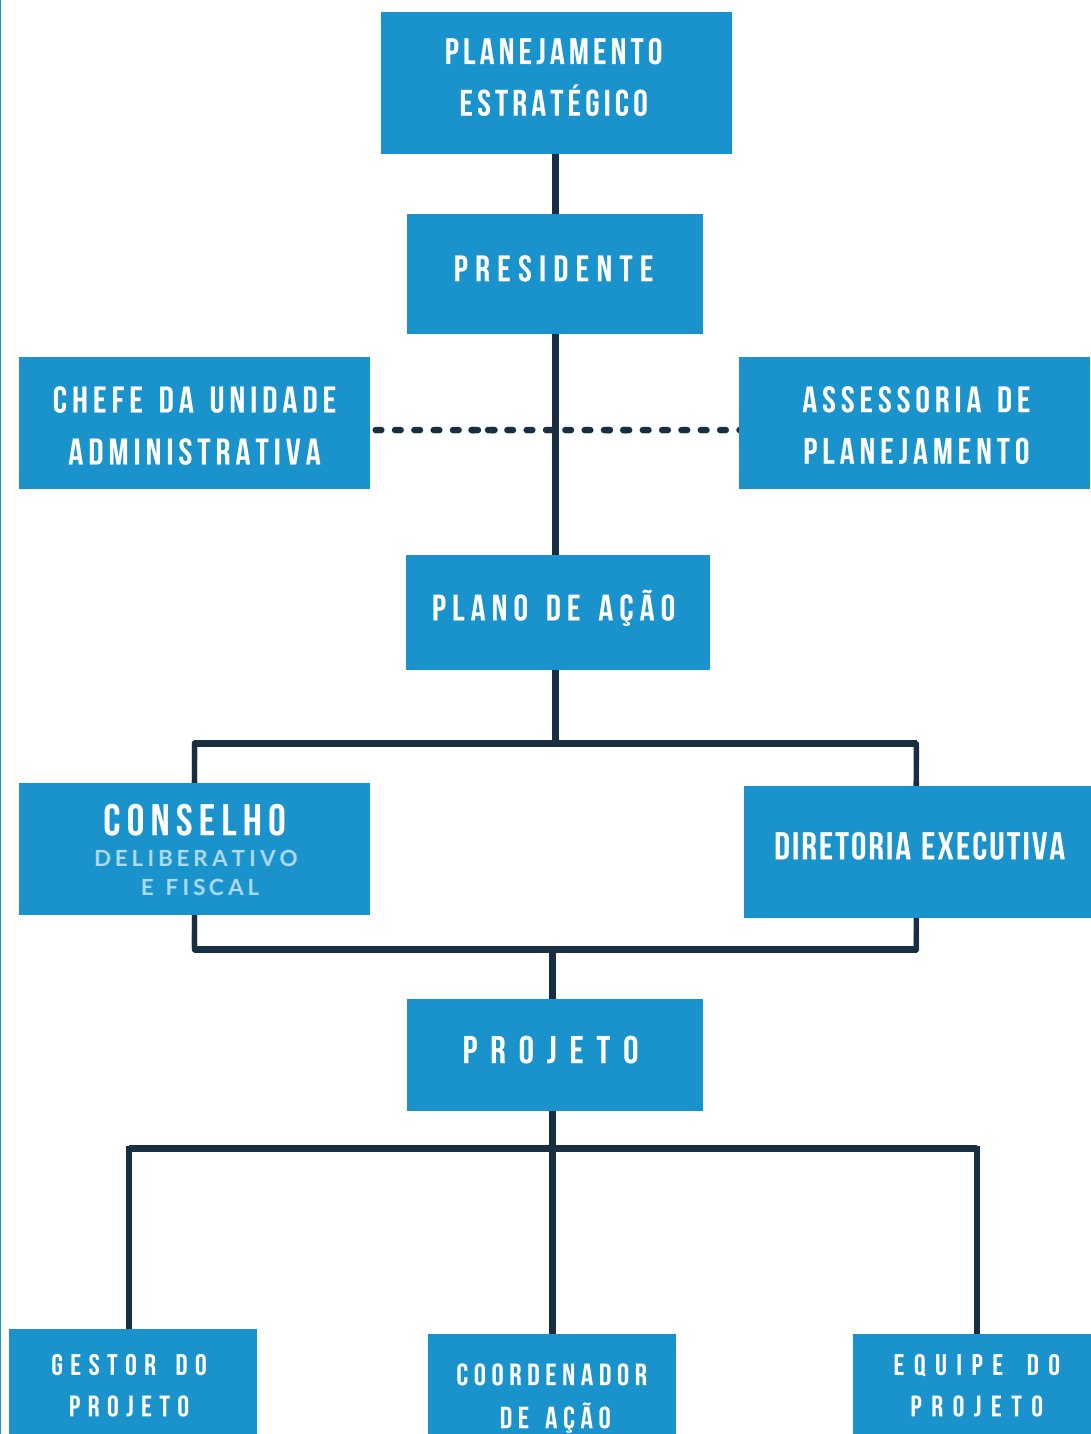 PLANEJAMENTO
ESTRATÉGICO
PRESIDENTE
CHEFE DA UNIDADE
ADMINISTRATIVA
ASSESSORIA DE
PLANEJAMENTO
PLANO DE AÇÃO
CONSELHO
DELIBERATIVO
E FISCAL
DIRETORIA EXECUTIVA
PROJETO
GESTOR DO
PROJETO
COORDENADOR
DE AÇÃO
EQUIPE DO
PROJETO